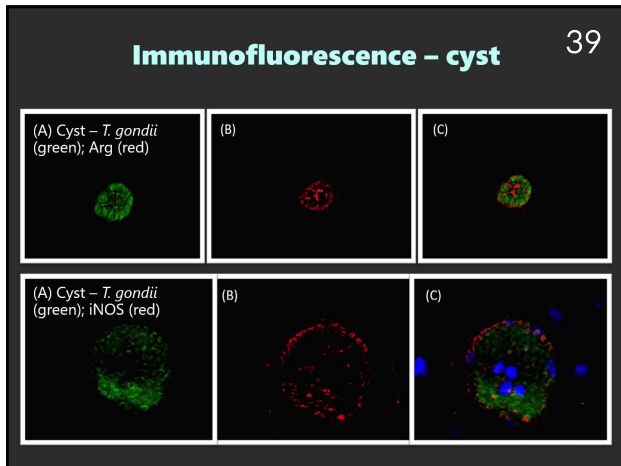 39
Immunofluorescence – cyst
(A) Cyst – T. gondii
(green); Arg (red)
(B)
(C)
(A) Cyst – T. gondii
(green); iNOS (red)
(B)
(C)